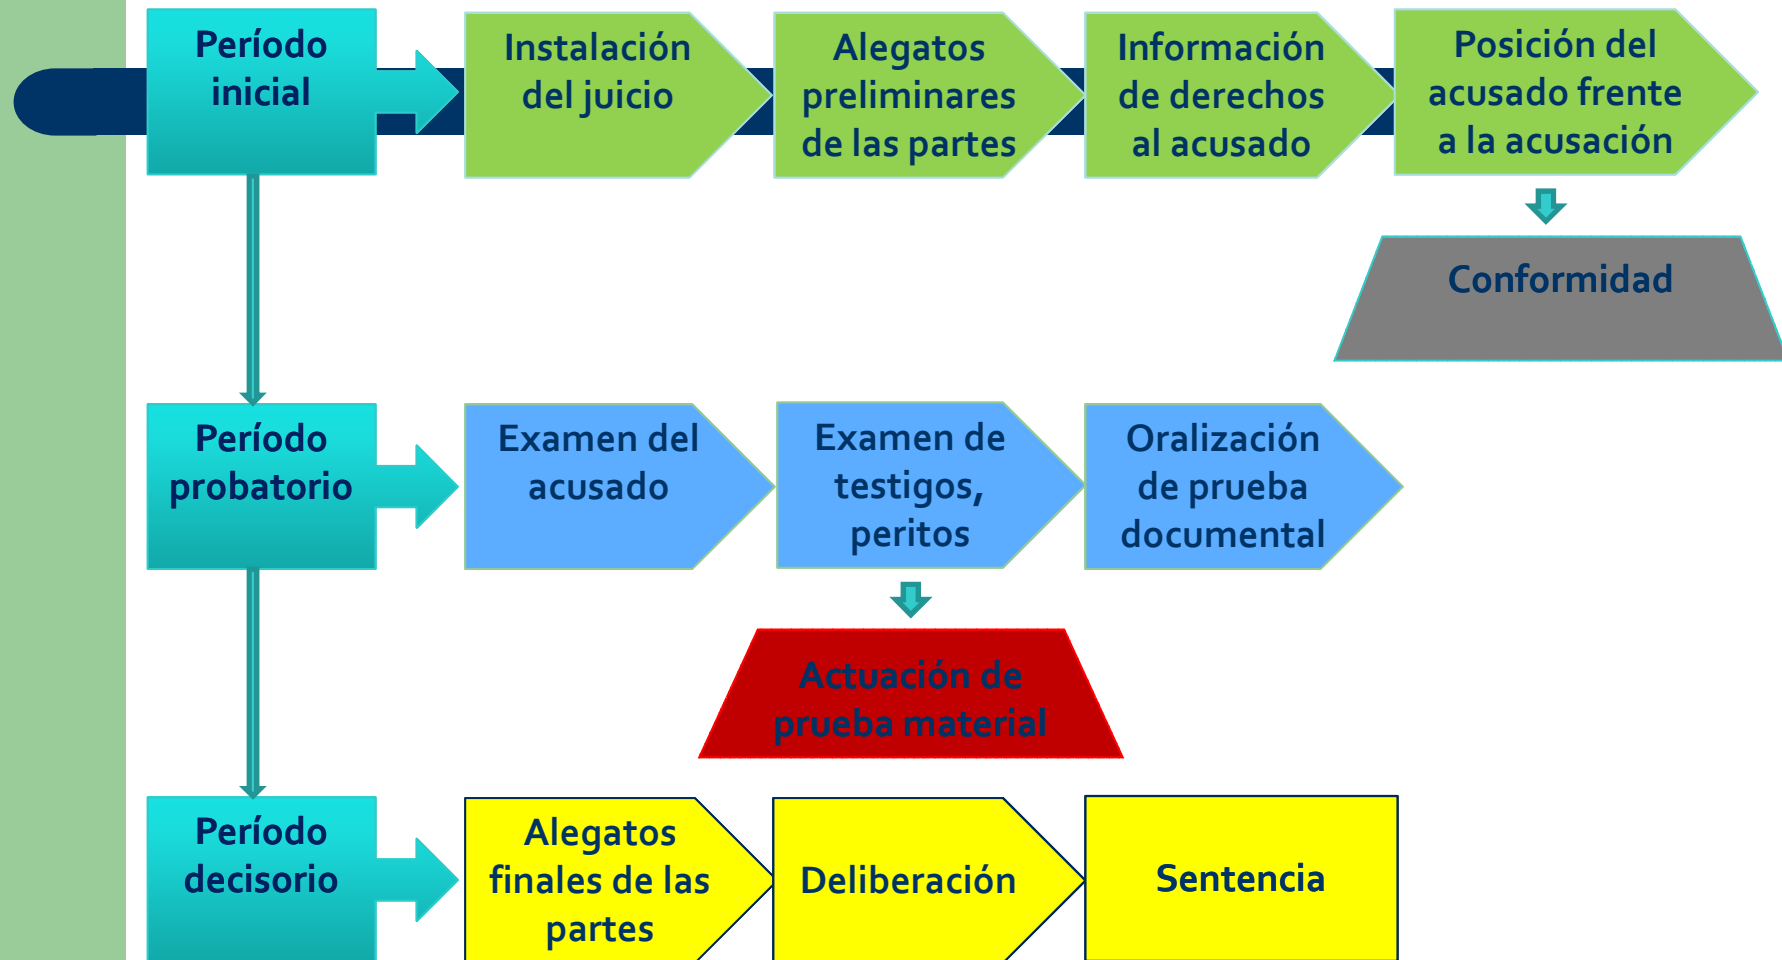 Período
inicial
Instalación
del juicio
Alegatos
preliminares
de las partes
Información
de derechos
al acusado
Posición del
acusado frente
a la acusación
Conformidad
Período
probatorio
Examen del
acusado
Examen de
testigos,
peritos
Oralización
de prueba
documental
Actuación de
prueba material
Período
decisorio
Alegatos
finales de las
partes
Deliberación
Sentencia